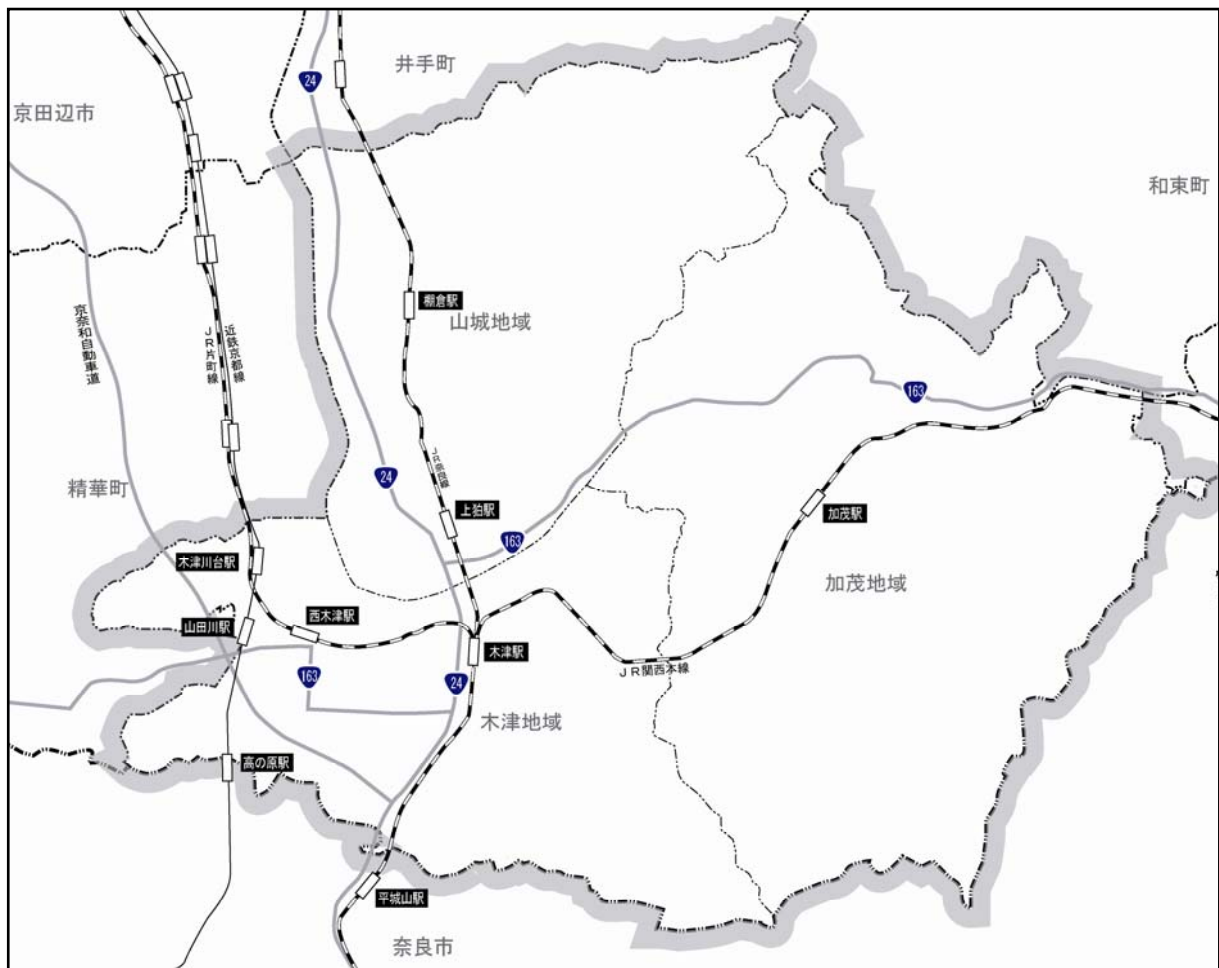 24
井手町
京田辺市
和束町
棚倉駅
山城地域
京奈和自動車道
近鉄京都線
JR片町線
163
24
JR奈良線
精華町
上狛駅
加茂駅
163
木津川台駅
加茂地域
西木津駅
山田川駅
木津駅
JR関西本線
163
24
木津地域
高の原駅
平城山駅
奈良市